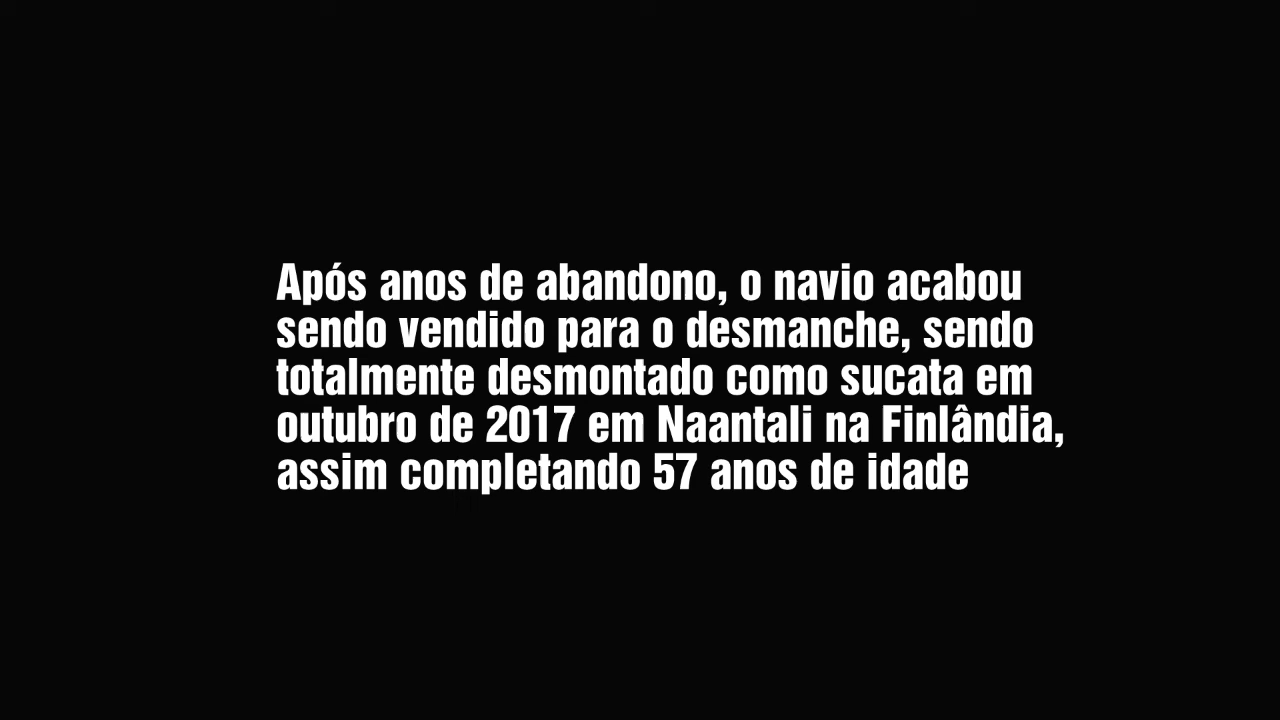 Após anos de abandono, o navio acabou
sendo vendido para o desmanche, sendo
totalmente desmontado como sucata em
outubro de 2017 em Naantali na Finlândia,
assim completando 57 anos de idade